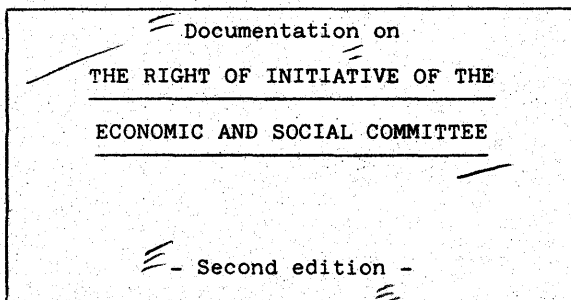 Documentation on
THE RIGHT OF INITIATIVE OF THE
ECONOMIC AND SOCIAL COMMITTEE
- Second edition -